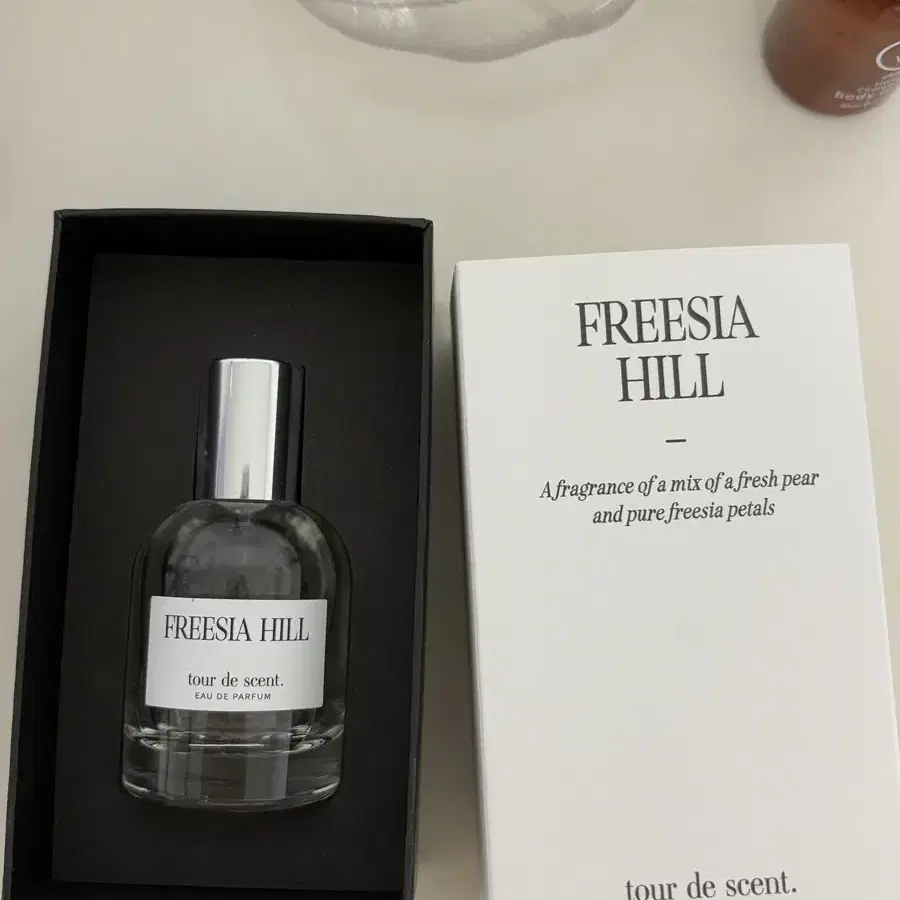 body
FREESIA HILL
tour de scent.
EAU DE PARFUM
FREESIA
HILL
–
A fragrance of a mix of a fresh pear
and pure freesia petals
tour de scent.